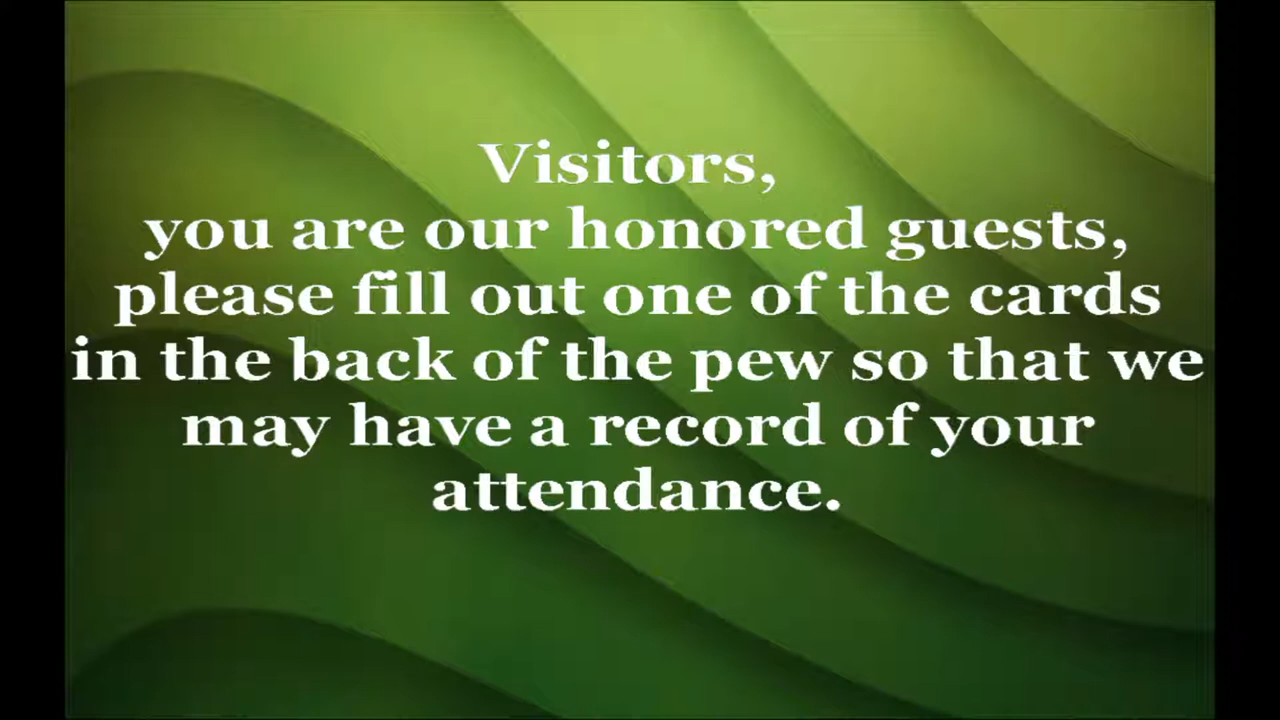 Visitors,
you are our honored guests,
please fill out one of the cards
in the back of the pew so that we
may have a record of your
attendance.